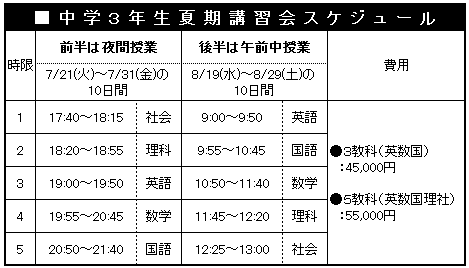 ■中学3年生夏期講習会スケジュール
時限
前半は夜間授業
後半は午前中授業
費用
7/21(火)～7/31(金)の
10日間
8/19(水)～8/29(土)の
10日間
1 17:40～18:15 社会 9:00～9:50 英語
2 18:20～18:55 理科 9:55～10:45 国語
3 19:00～19:50 英語 10:50～11:40 数学
4 19:55～20:45 数学 11:45～12:20 理科
5 20:50～21:40 国語 12:25～13:00 社会
●3教科(英数国)
:45,000円
●5教科(英数国理社)
:55,000円